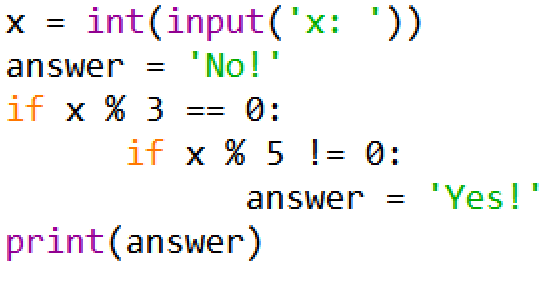 x = int(input('x: '))
answer = 'No!'
if x % 3 == 0:
      if x % 5 != 0:
            answer = 'Yes!'
print(answer)